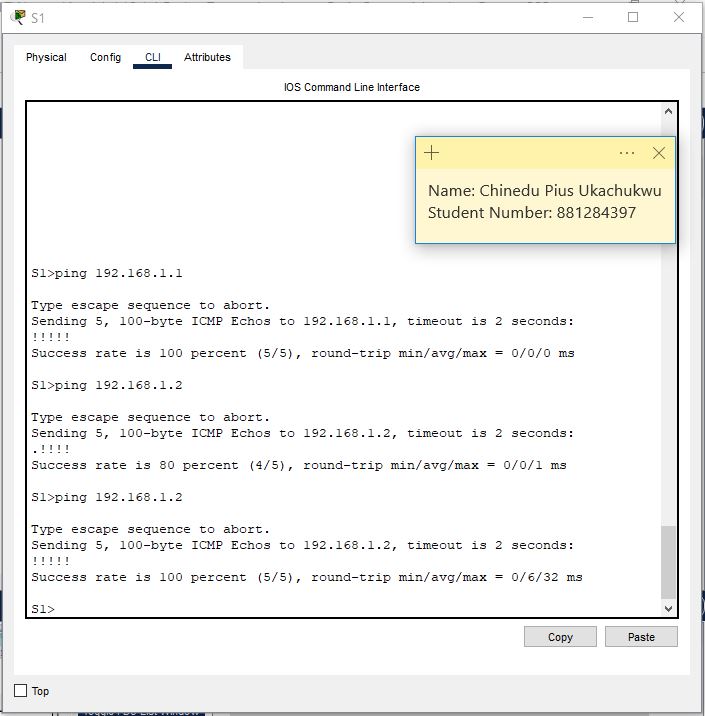 S1
Physical Config CLI Attributes
IOS Command Line Interface
Name: Chinedu Pius Ukachukwu
Student Number: 881284397
S1>ping 192.168.1.1
Type escape sequence to abort.
Sending 5, 100-byte ICMP Echos to 192.168.1.1, timeout is 2 seconds:
!!!!!
Success rate is 100 percent (5/5), round-trip min/avg/max = 0/0/0 ms
S1>ping 192.168.1.2
Type escape sequence to abort.
Sending 5, 100-byte ICMP Echos to 192.168.1.2, timeout is 2 seconds:
.!!!!
Success rate is 80 percent (4/5), round-trip min/avg/max = 0/0/1 ms
S1>ping 192.168.1.2
Type escape sequence to abort.
Sending 5, 100-byte ICMP Echos to 192.168.1.2, timeout is 2 seconds:
!!!!!
Success rate is 100 percent (5/5), round-trip min/avg/max = 0/6/32 ms
S1>
Copy Paste
Top